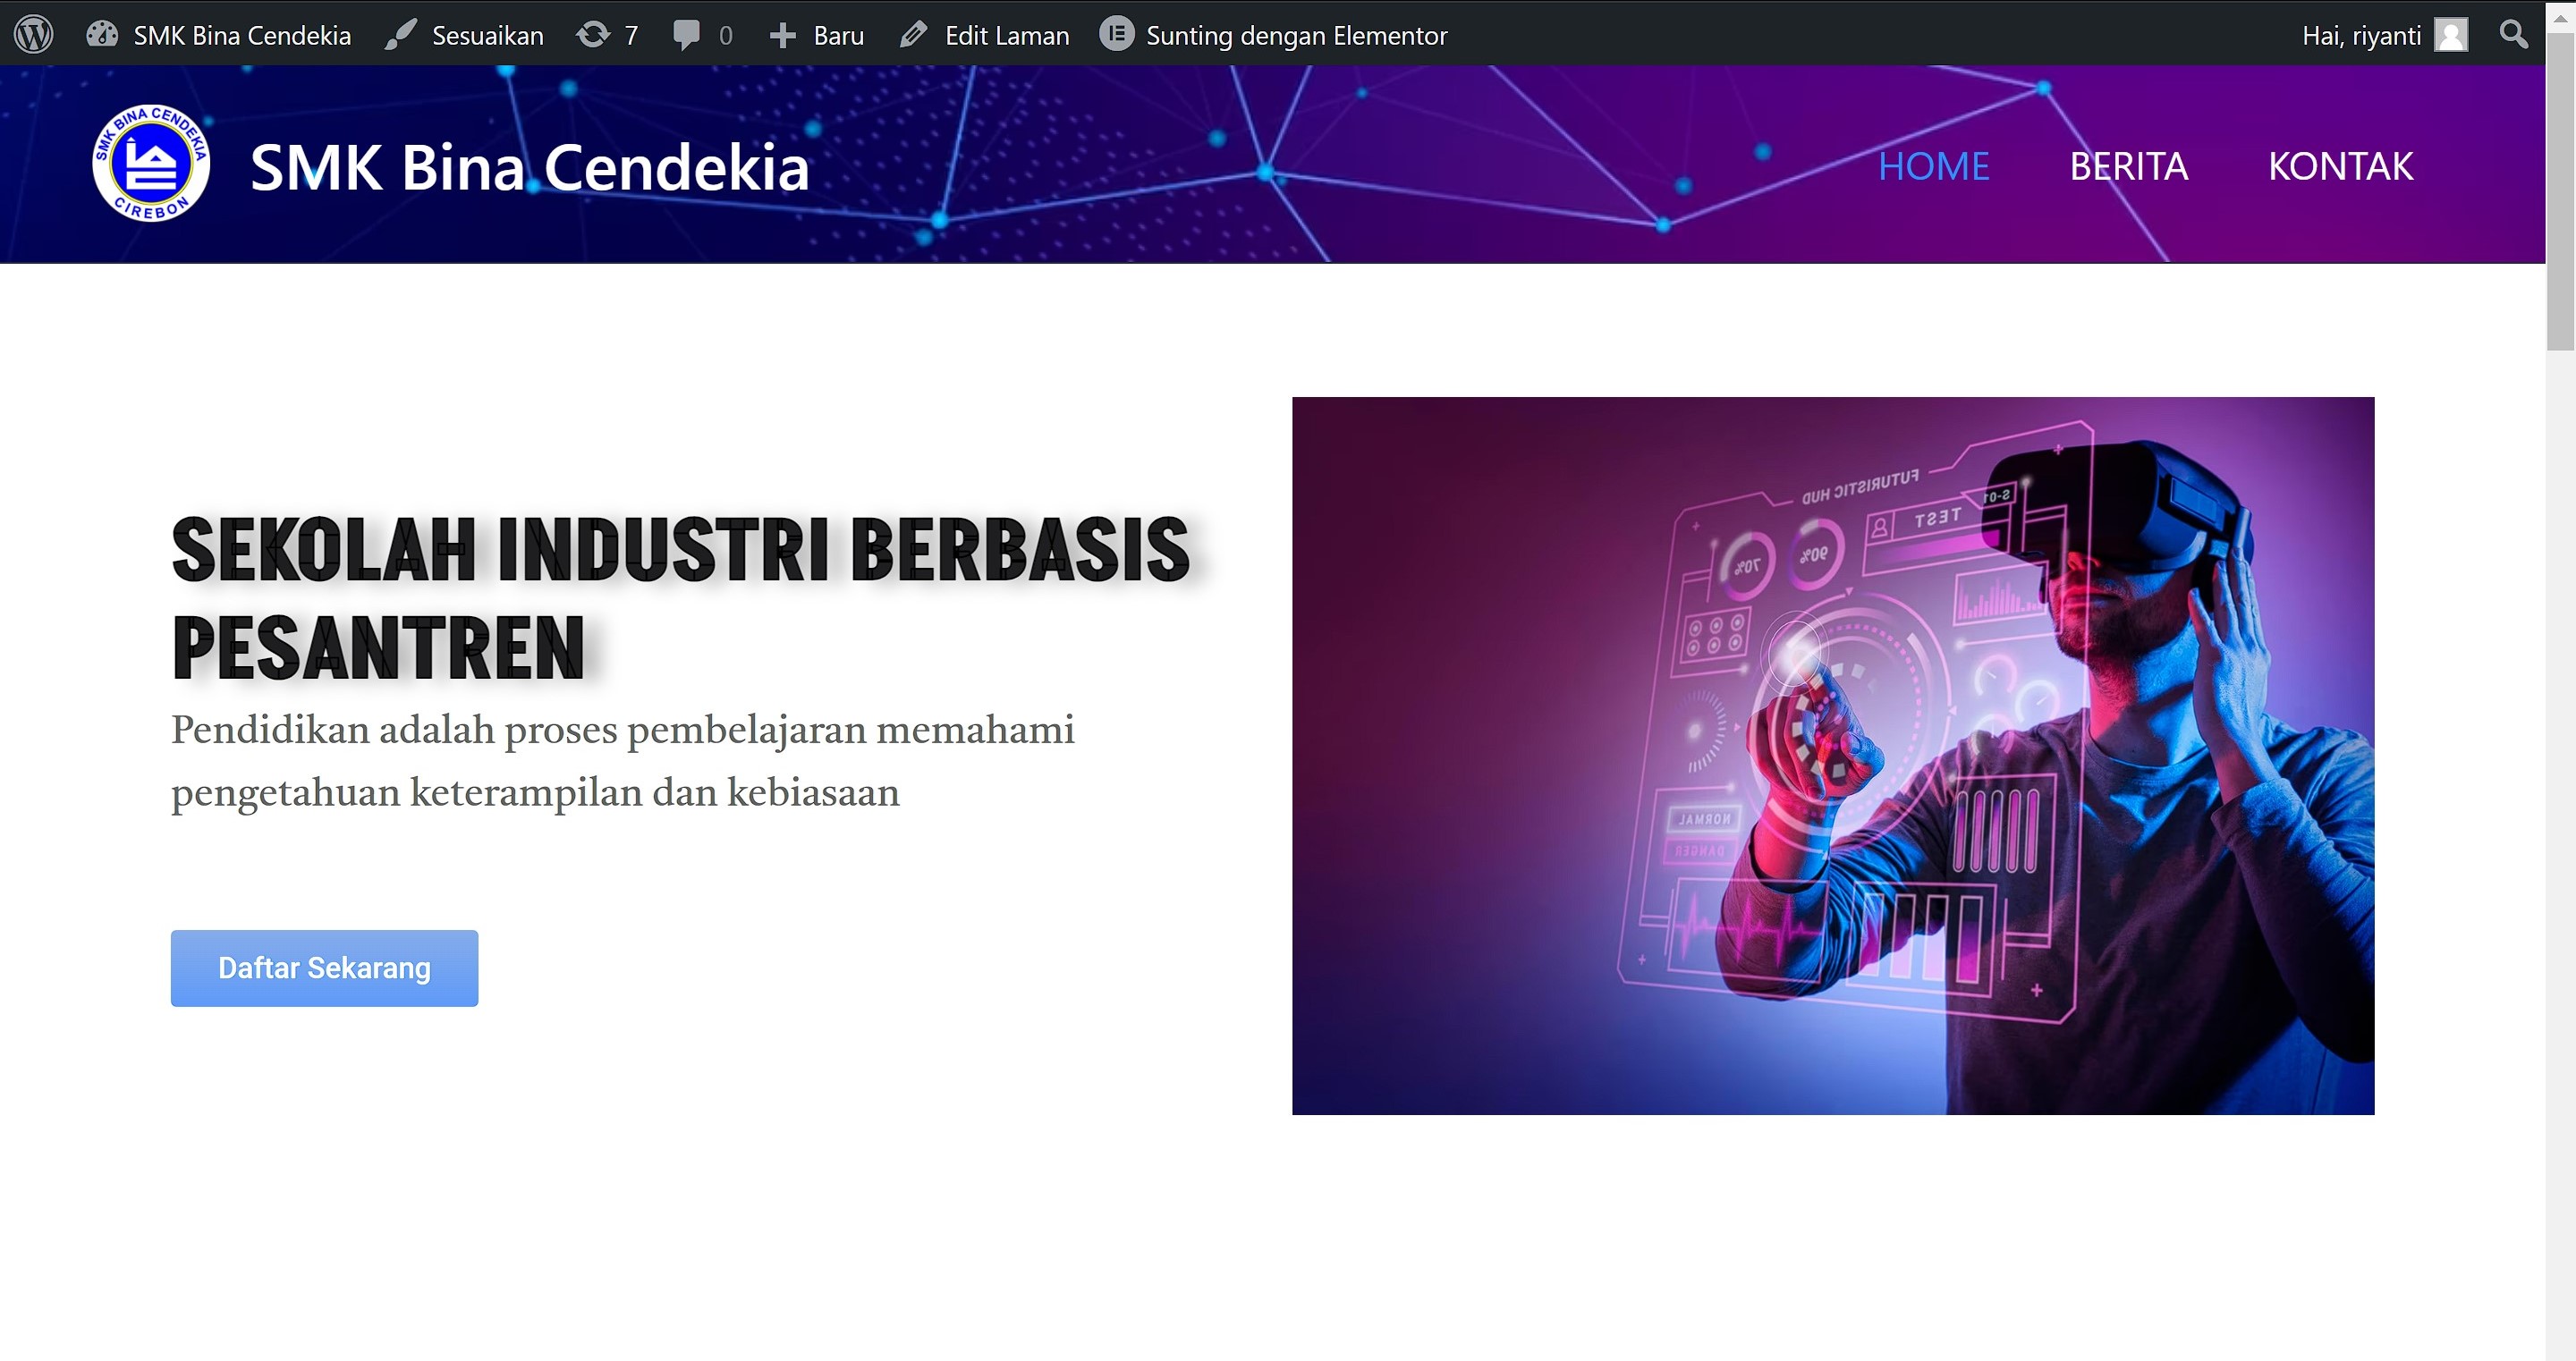 SMK Bina Cendekia Sesuaikan 7 0 + Baru Edit Laman Sunting dengan Elementor Hai, riyanti
SMK BINA CENDEKIA
CIREBON
SMK Bina Cendekia
HOME BERITA KONTAK
SEKOLAH INDUSTRI BERBASIS
PESANTREN
Pendidikan adalah proses pembelajaran memahami
pengetahuan keterampilan dan kebiasaan
Daftar Sekarang
FUTURISTIC HUD
S-01
TEST
70%
90%
NORMAL
DANGER